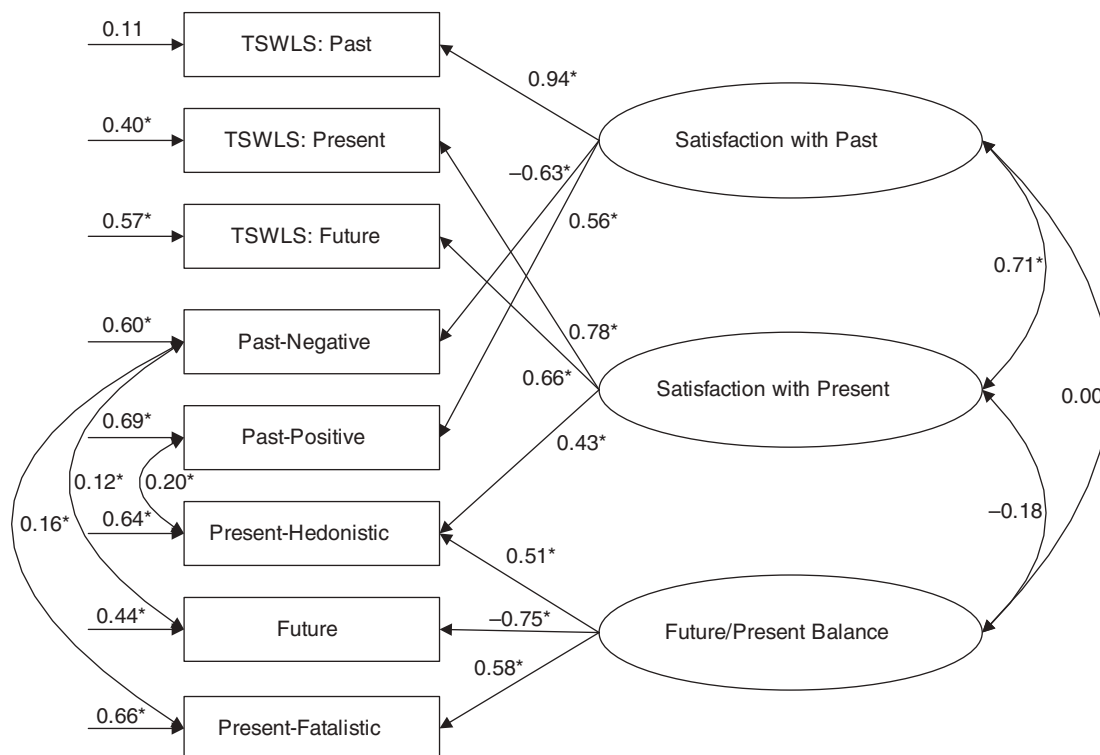 0.11
TSWLS: Past
0.94*
0.40*
TSWLS: Present
Satisfaction with Past
–0.63*
0.56*
0.57*
TSWLS: Future
0.71*
0.60*
Past-Negative
0.78*
0.66*
Satisfaction with Present
0.00
0.69*
Past-Positive
0.43*
0.12*
0.20*
0.16*
0.64*
Present-Hedonistic
–0.18
0.51*
0.44*
Future
–0.75*
Future/Present Balance
0.58*
0.66*
Present-Fatalistic